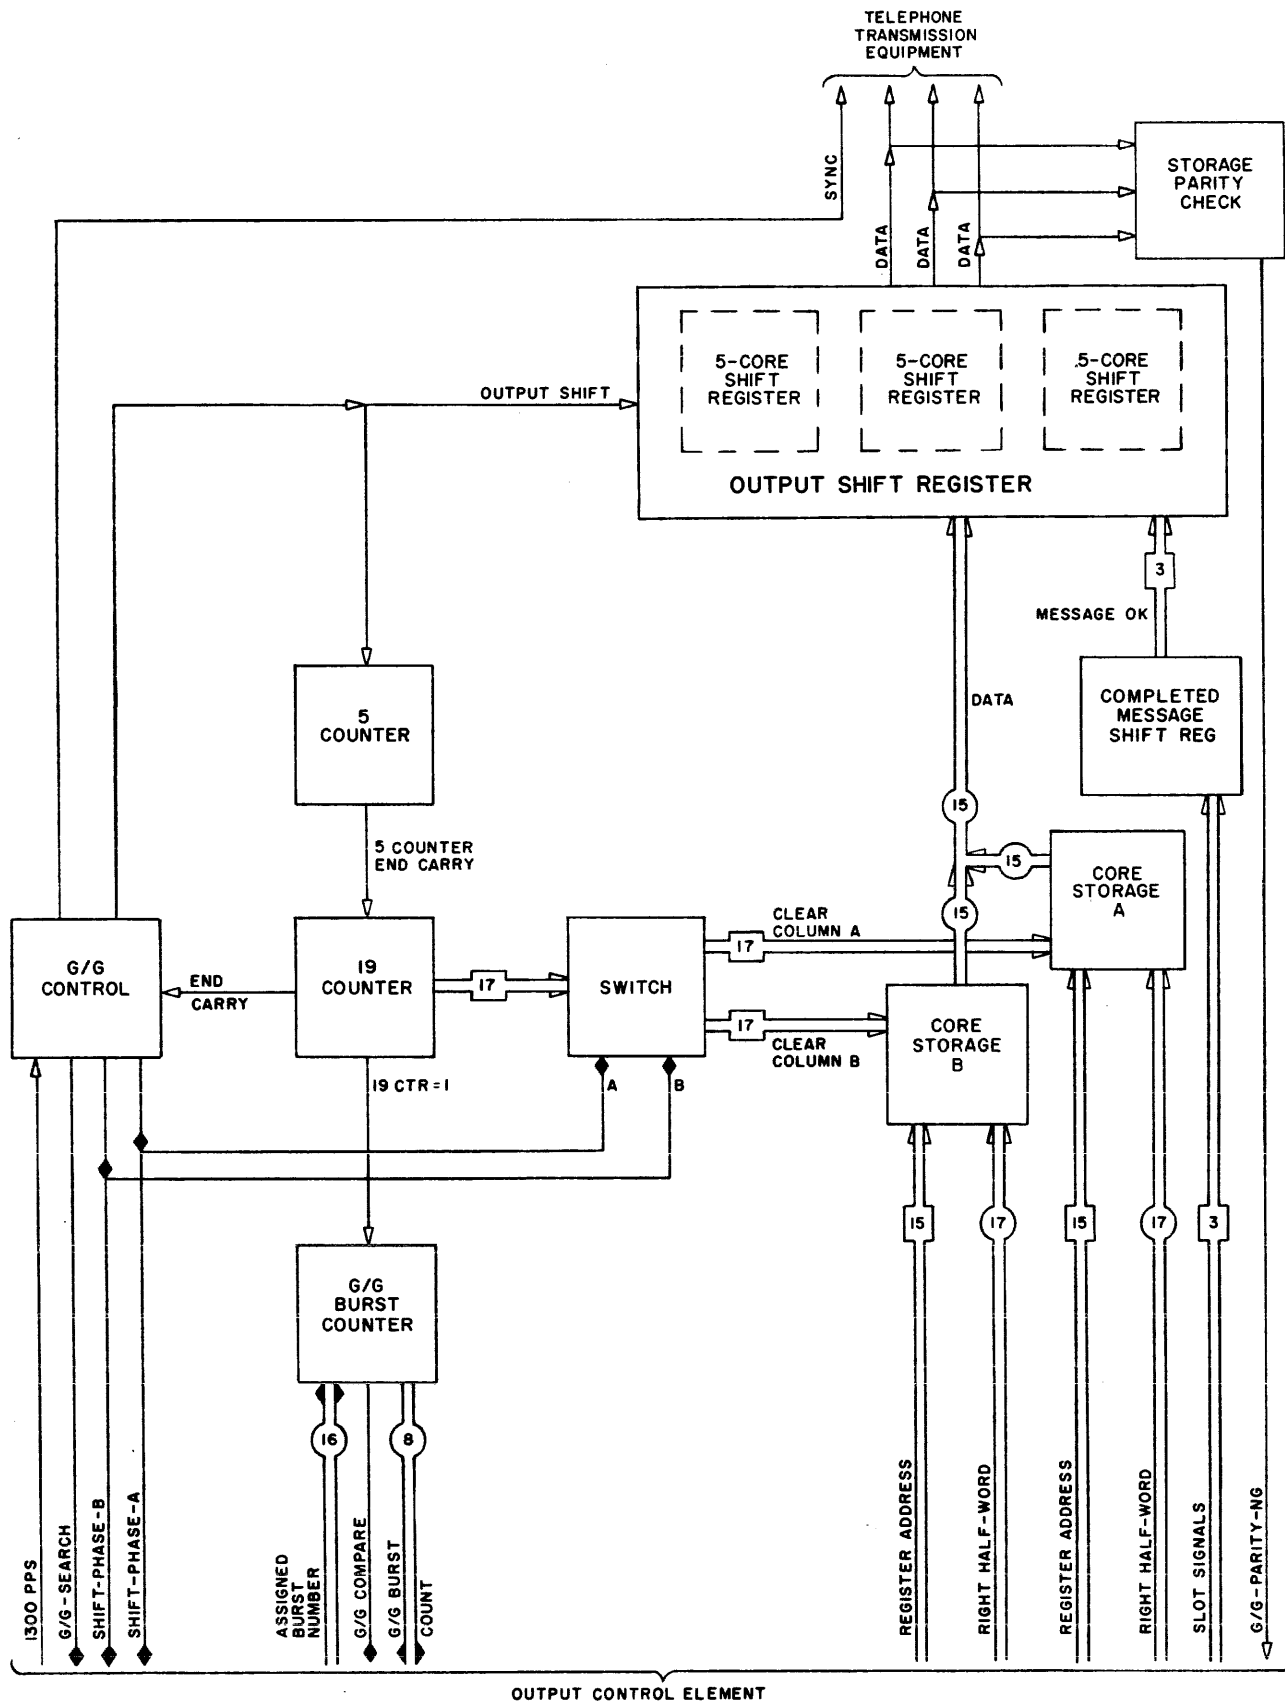 TELEPHONE
TRANSMISSION
EQUIPMENT
SYNC
DATA
DATA
DATA
STORAGE
PARITY
CHECK
5-CORE
SHIFT
REGISTER
5-CORE
SHIFT
REGISTER
5-CORE
SHIFT
REGISTER
OUTPUT SHIFT REGISTER
OUTPUT SHIFT
3
MESSAGE OK
5
COUNTER
COMPLETED
MESSAGE
SHIFT REG
DATA
15
5 COUNTER
END CARRY
15
CORE
STORAGE
A
15
G/G
CONTROL
END
CARRY
19
COUNTER
17
SWITCH
CLEAR
COLUMN A
17
17
CLEAR
COLUMN B
CORE
STORAGE
B
19 CTR = 1
A
B
15
17
15
17
3
G/G
BURST
COUNTER
16
8
1300 PPS
G/G-SEARCH
SHIFT-PHASE-B
SHIFT-PHASE-A
ASSIGNED
BURST
NUMBER
G/G COMPARE
G/G BURST
COUNT
REGISTER ADDRESS
RIGHT HALF-WORD
REGISTER ADDRESS
RIGHT HALF-WORD
SLOT SIGNALS
G/G-PARITY-NG
OUTPUT CONTROL ELEMENT